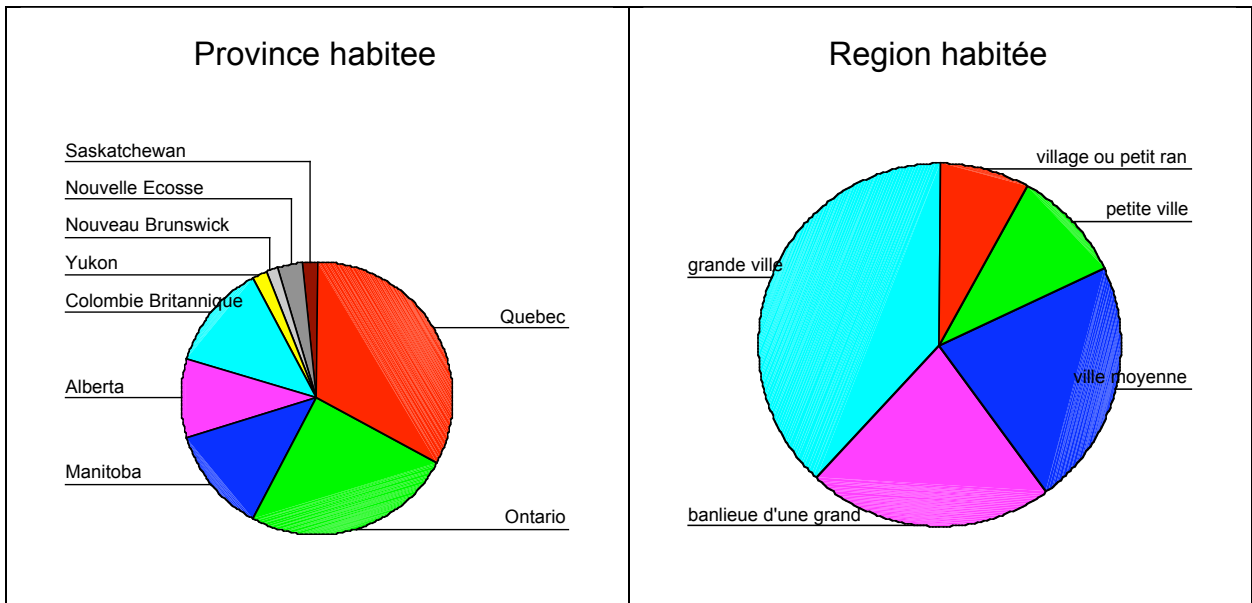 Province habitee
Saskatchewan
Nouvelle Ecosse
Nouveau Brunswick
Yukon
Colombie Britannique
Alberta
Manitoba
Quebec
Ontario
Region habitée
village ou petit ran
petite ville
grande ville
ville moyenne
banlieue d'une grand